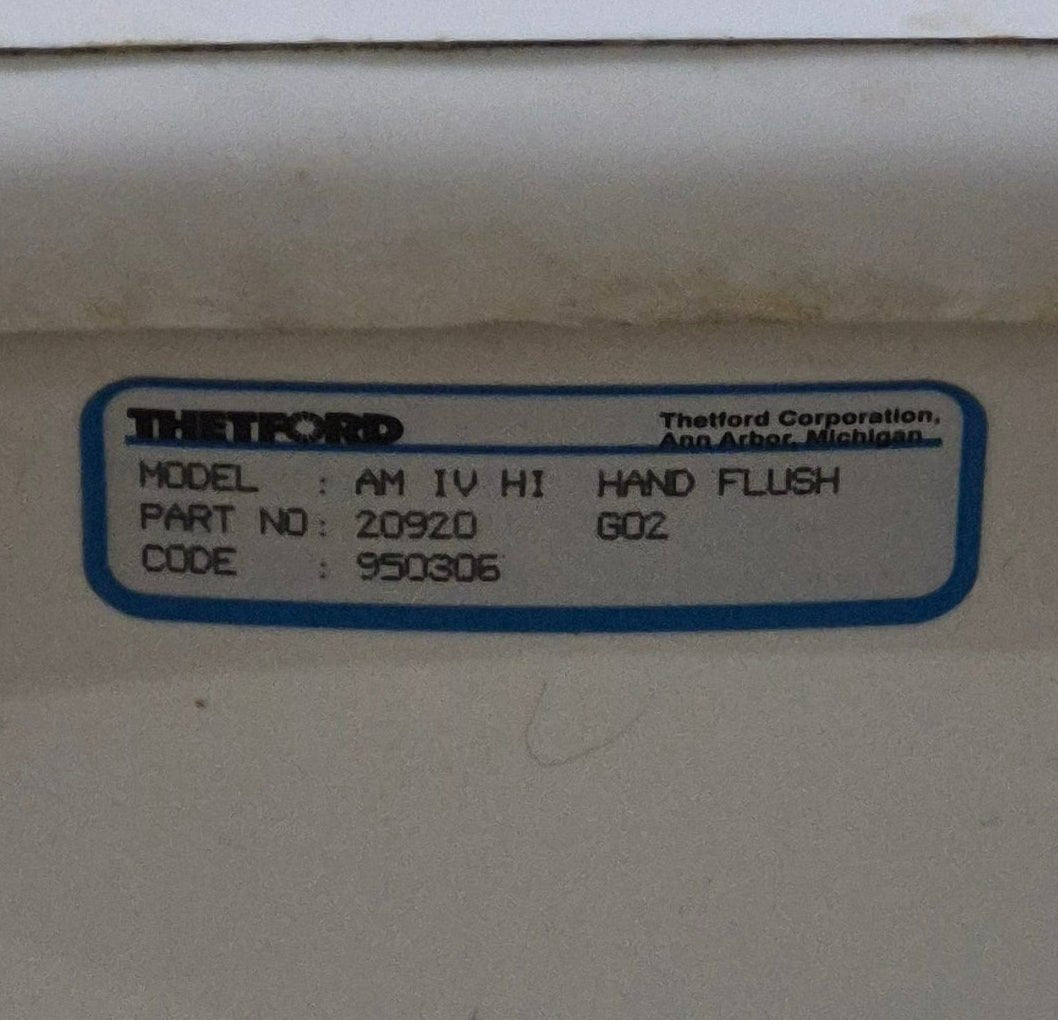 THETFORD
Thetford Corporation,
Ann Arbor, Michigan
MODEL : AM IV HI HAND FLUSH
PART NO: 20920 G02
CODE : 950306